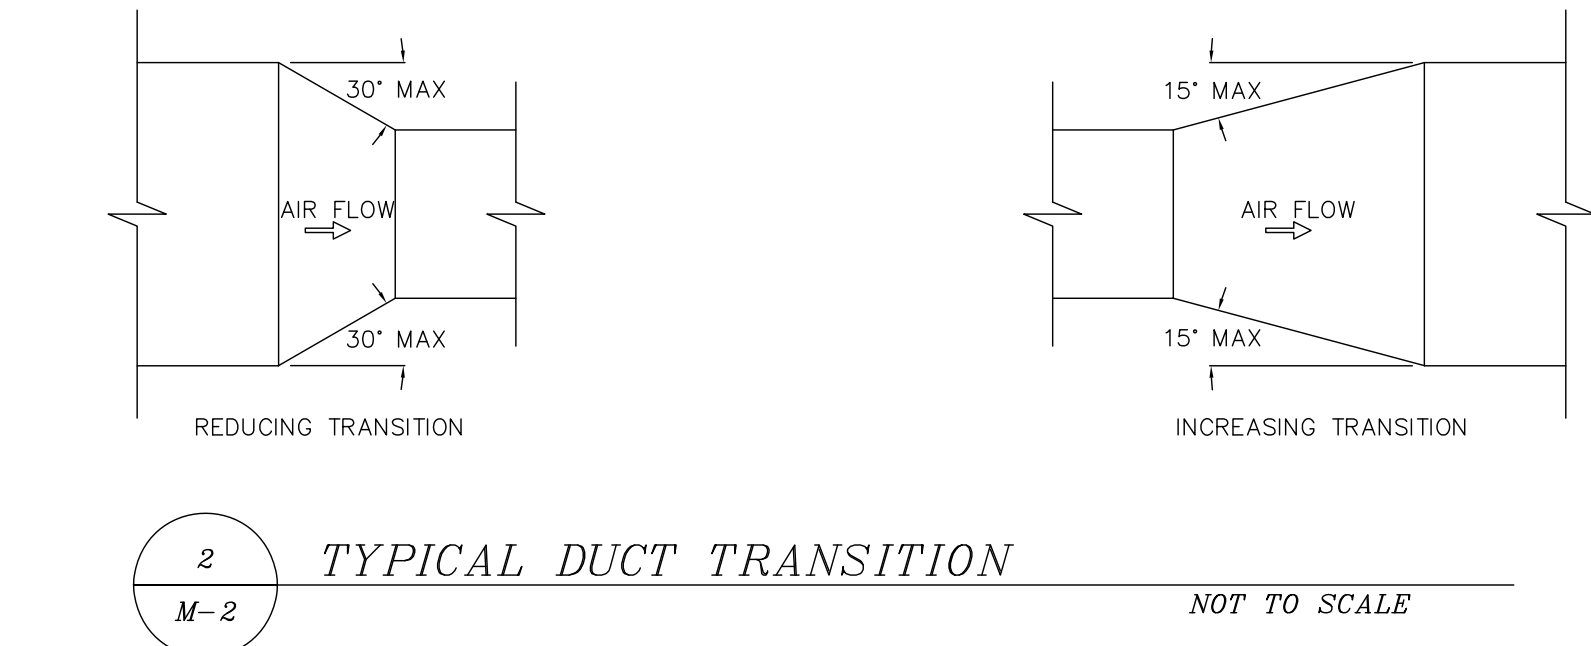 30° MAX
AIR FLOW
30° MAX
REDUCING TRANSITION
15° MAX
AIR FLOW
15° MAX
INCREASING TRANSITION
2
M-2
TYPICAL DUCT TRANSITION
NOT TO SCALE